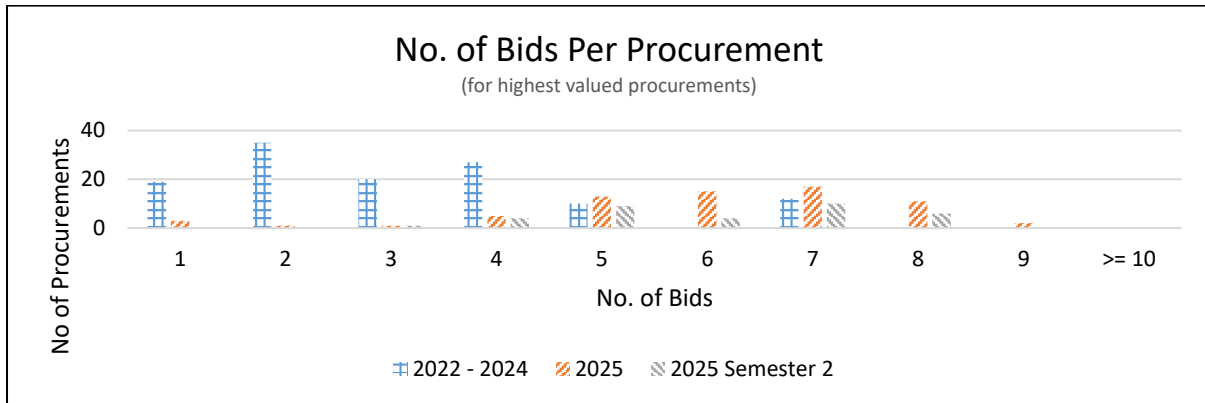 No. of Bids Per Procurement
(for highest valued procurements)
No of Procurements
40
20
0
1 2 3 4 5 6 7 8 9 >= 10
No. of Bids
2022 - 2024 2025 2025 Semester 2